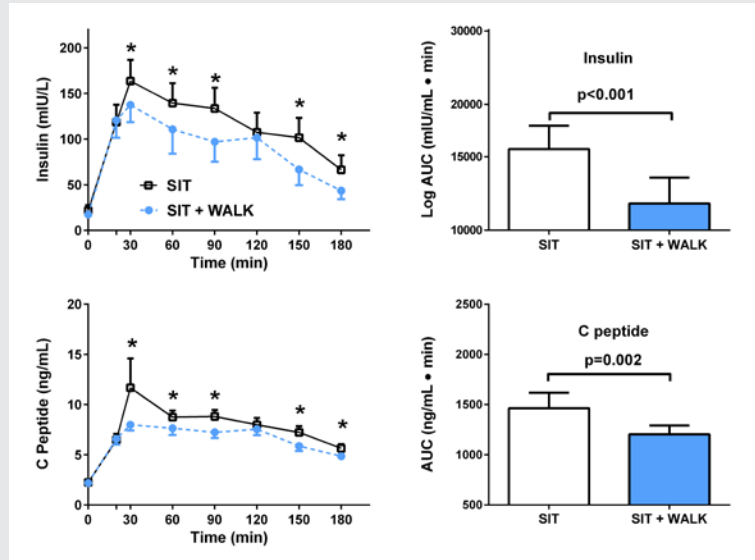 Insulin (mIU/L)
200
150
100
50
0
* * * * *
SIT
SIT + WALK
0 30 60 90 120 150 180
Time (min)
Log AUC (mIU/mL • min)
30000
20000
15000
10000
Insulin
p<0.001
SIT SIT + WALK
C Peptide (ng/mL)
20
15
10
5
0
* * * * *
0 30 60 90 120 150 180
Time (min)
AUC (ng/mL • min)
2500
2000
1500
1000
500
C peptide
p=0.002
SIT SIT + WALK